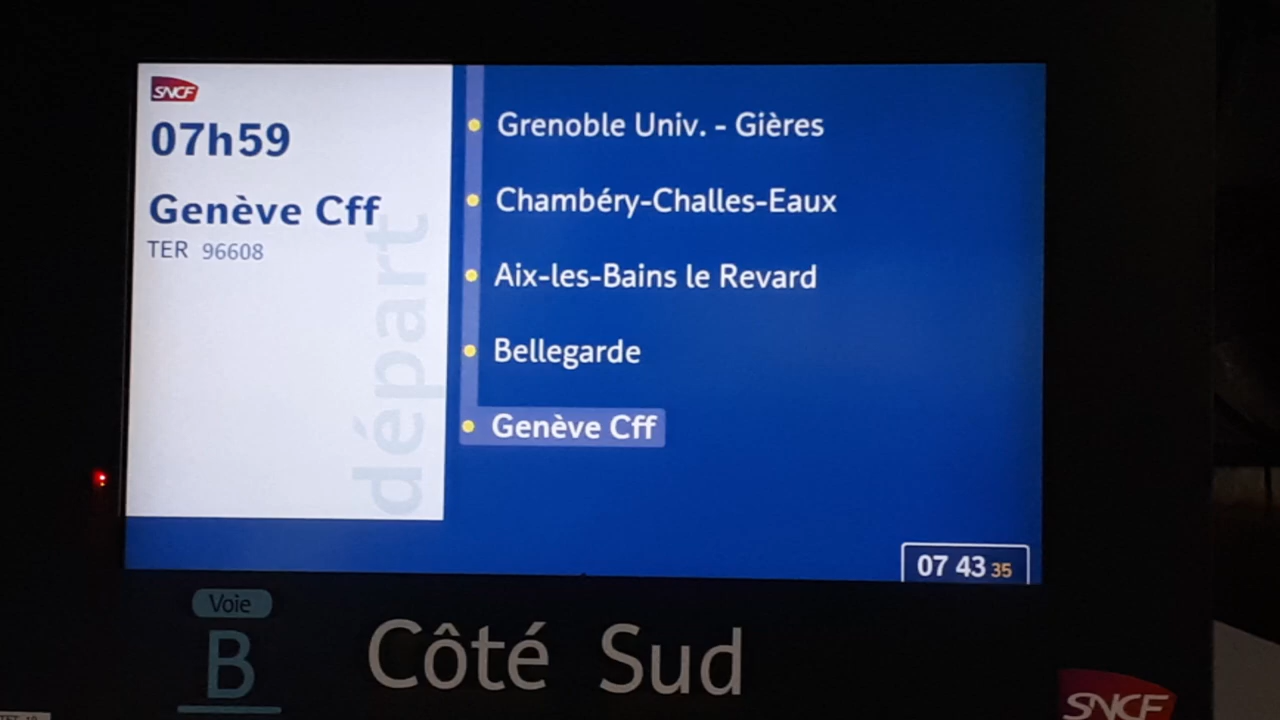 SNCF
07h59
Genève Cff
TER 96608
départ
Grenoble Univ. - Gières
Chambéry-Challes-Eaux
Aix-les-Bains le Revard
Bellegarde
Genève Cff
07 43 35
Voie
B
Côté Sud
SNCF